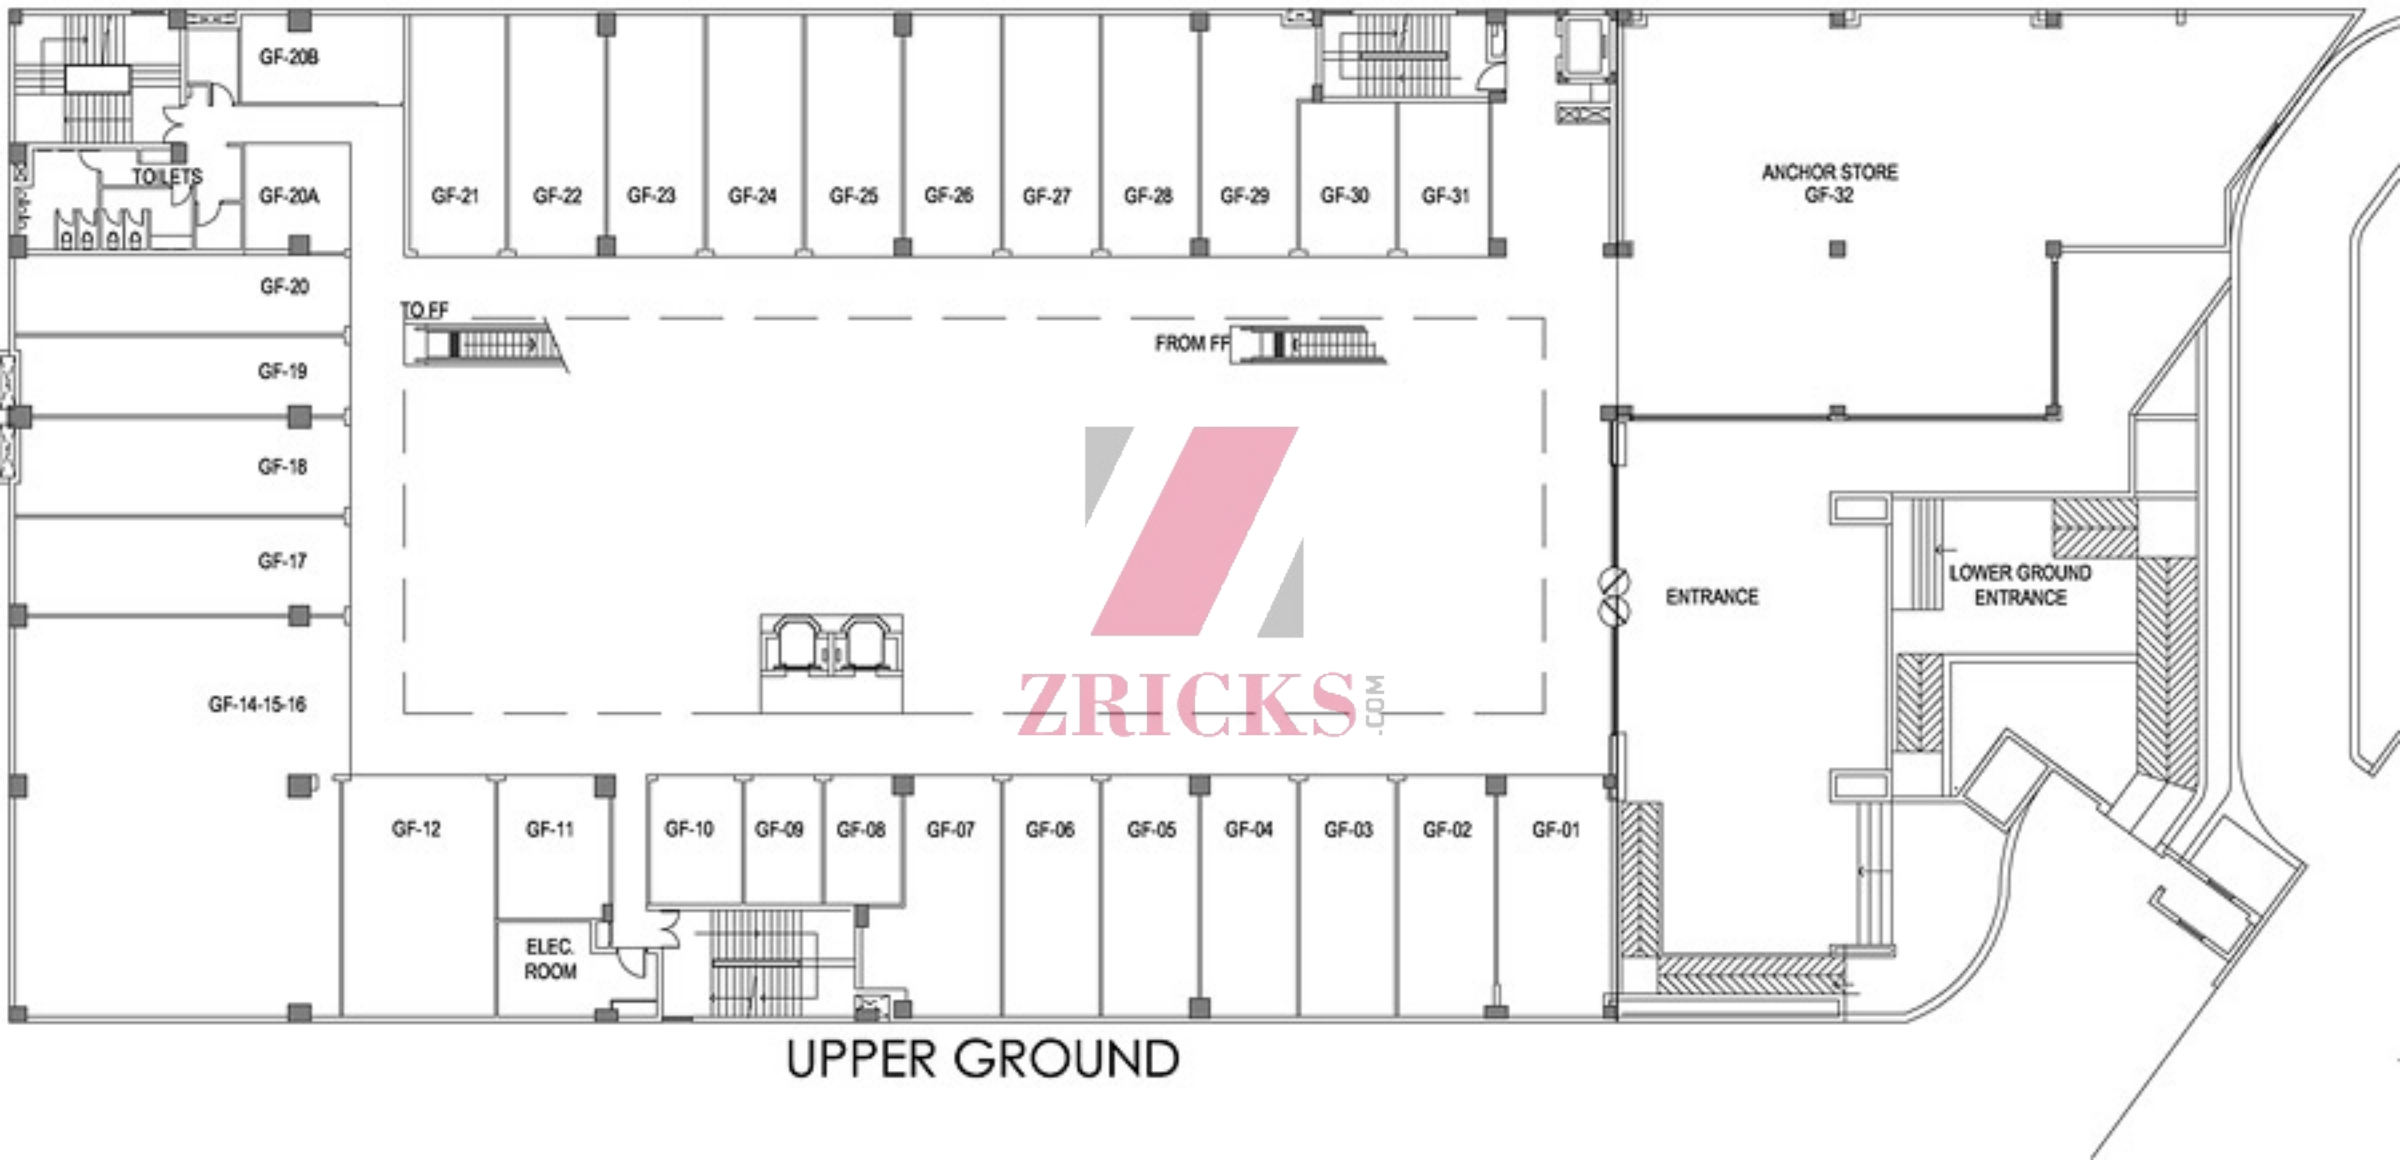 GF-20B
TOILETS
GF-20A
GF-21
GF-22
GF-23
GF-24
GF-25
GF-26
GF-27
GF-28
GF-29
GF-30
GF-31
ANCHOR STORE
GF-32
GF-20
TO FF
FROM FF
GF-19
GF-18
GF-17
ENTRANCE
LOWER GROUND
ENTRANCE
GF-14-15-16
ZRICKS
.COM
GF-12
GF-11
GF-10
GF-09
GF-08
GF-07
GF-06
GF-05
GF-04
GF-03
GF-02
GF-01
ELEC.
ROOM
UPPER GROUND